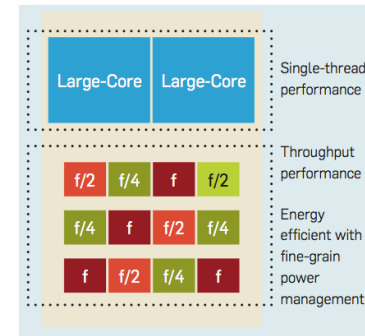 Large-Core Large-Core
Single-thread
performance
Throughput
performance
f/2 f/4 f f/2
Energy
efficient with
fine-grain
power
management
f/4 f f/2 f/4
f f/2 f/4 f